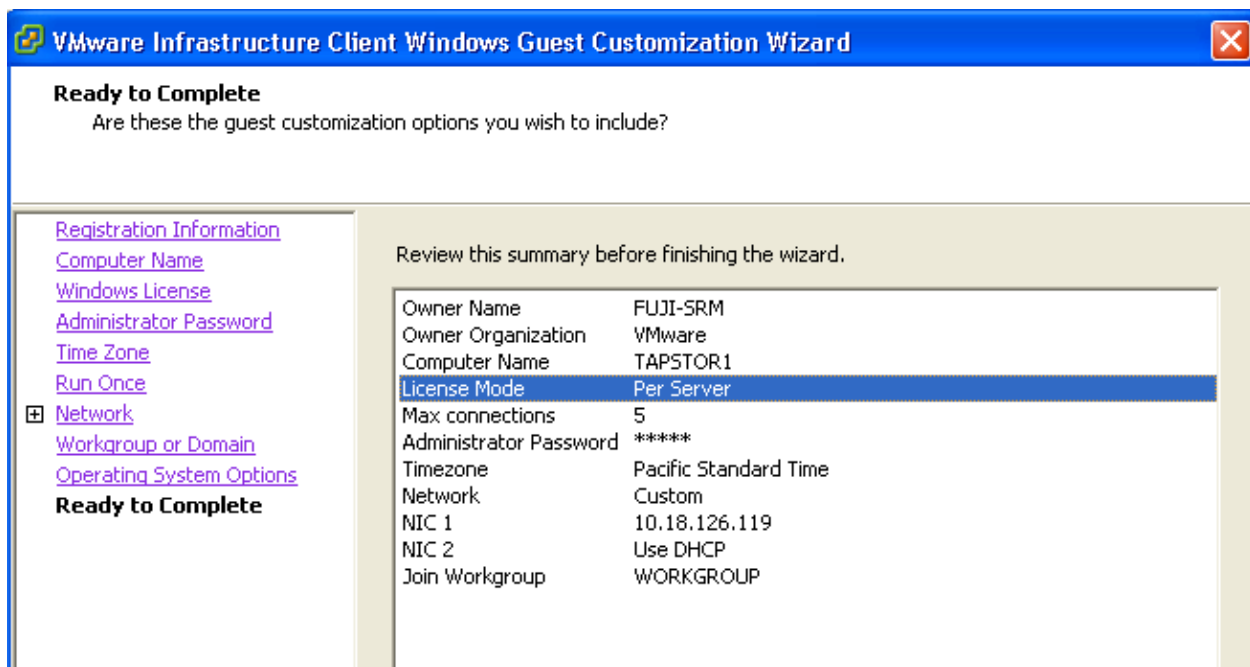 VMware Infrastructure Client Windows Guest Customization Wizard
Ready to Complete
Are these the guest customization options you wish to include?
Registration Information
Computer Name
Windows License
Administrator Password
Time Zone
Run Once
Network
Workgroup or Domain
Operating System Options
Ready to Complete
Review this summary before finishing the wizard.
Owner Name FUJI-SRM
Owner Organization VMware
Computer Name TAPSTOR1
License Mode Per Server
Max connections 5
Administrator Password *****
Timezone Pacific Standard Time
Network Custom
NIC 1 10.18.126.119
NIC 2 Use DHCP
Join Workgroup WORKGROUP